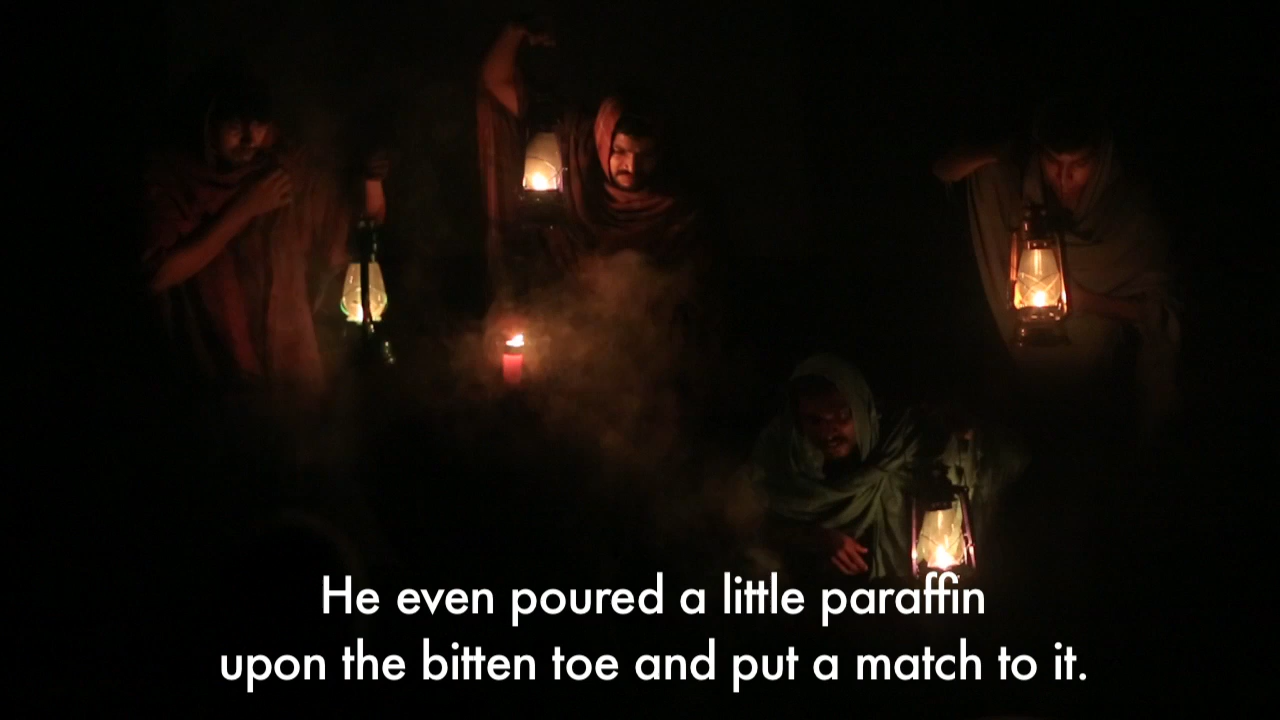 He even poured a little paraffin
upon the bitten toe and put a match to it.